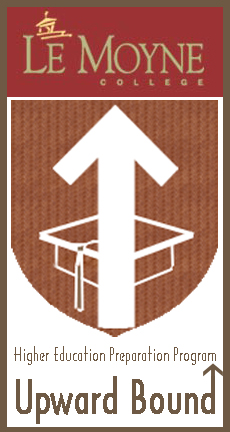 LE MOYNE
COLLEGE
Higher Education Preparation Program
Upward Bound